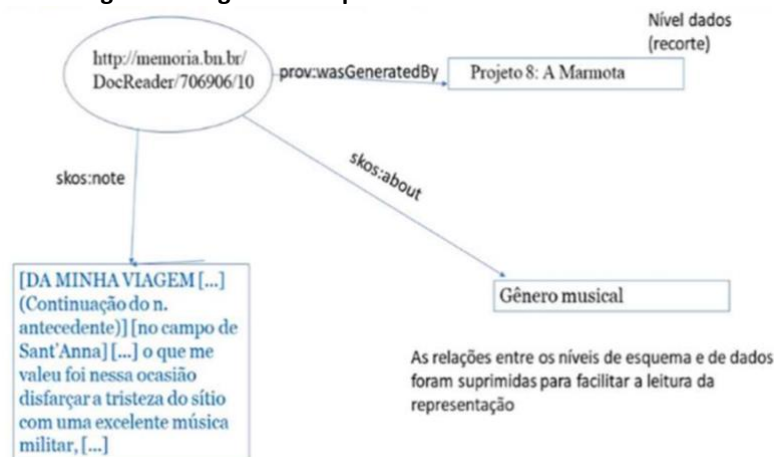 Nível dados
(recorte)
http://memoria.bn.br/
DocReader/706906/10
prov:wasGeneratedBy
Projeto 8: A Marmota
skos:note
skos:about
[DA MINHA VIAGEM [...]
(Continuação do n.
antecedente)] [no campo de
Sant'Anna] [...] o que me
valeu foi nessa ocasião
disfarçar a tristeza do sítio
com uma excelente música
militar, [...]
Gênero musical
As relações entre os níveis de esquema e de dados
foram suprimidas para facilitar a leitura da
representação